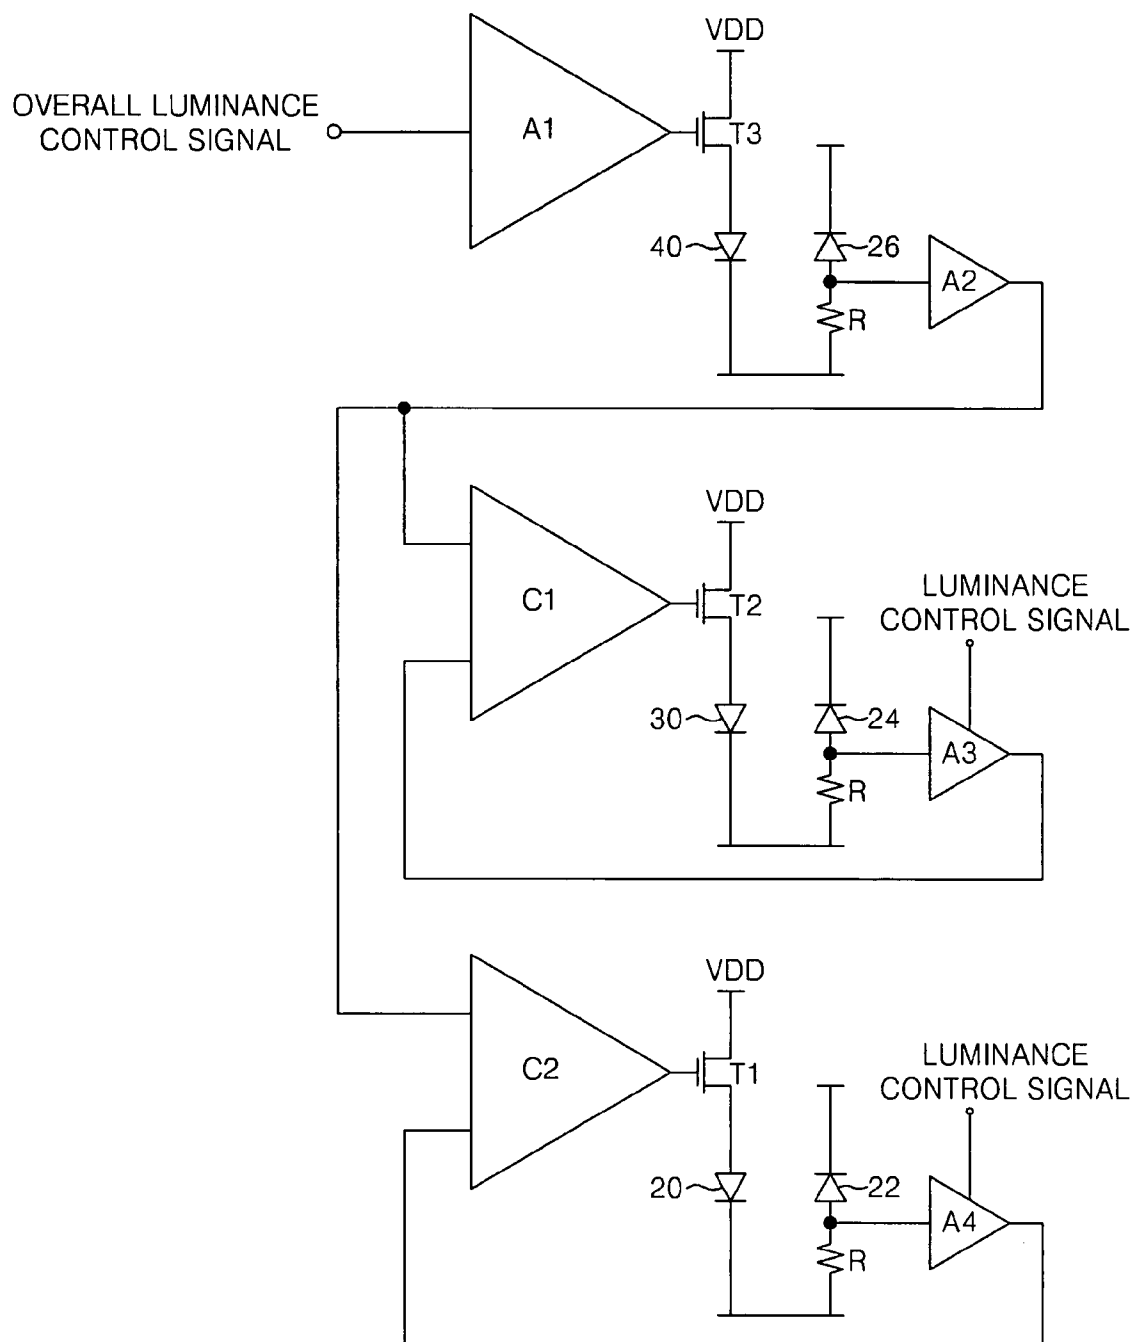 VDD
OVERALL LUMINANCE
CONTROL SIGNAL
A1
T3
40
26
A2
R
VDD
C1
T2
LUMINANCE
CONTROL SIGNAL
30
24
A3
R
VDD
C2
T1
LUMINANCE
CONTROL SIGNAL
20
22
A4
R